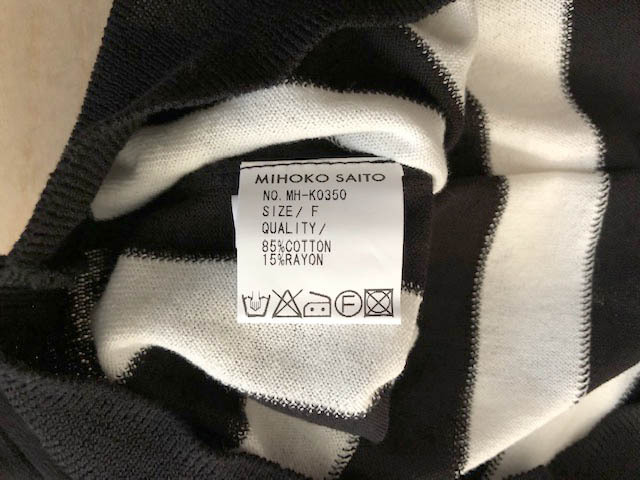 MIHOKO SAITO
NO. MH-K0350
SIZE/ F
QUALITY/
85%COTTON
15%RAYON
F